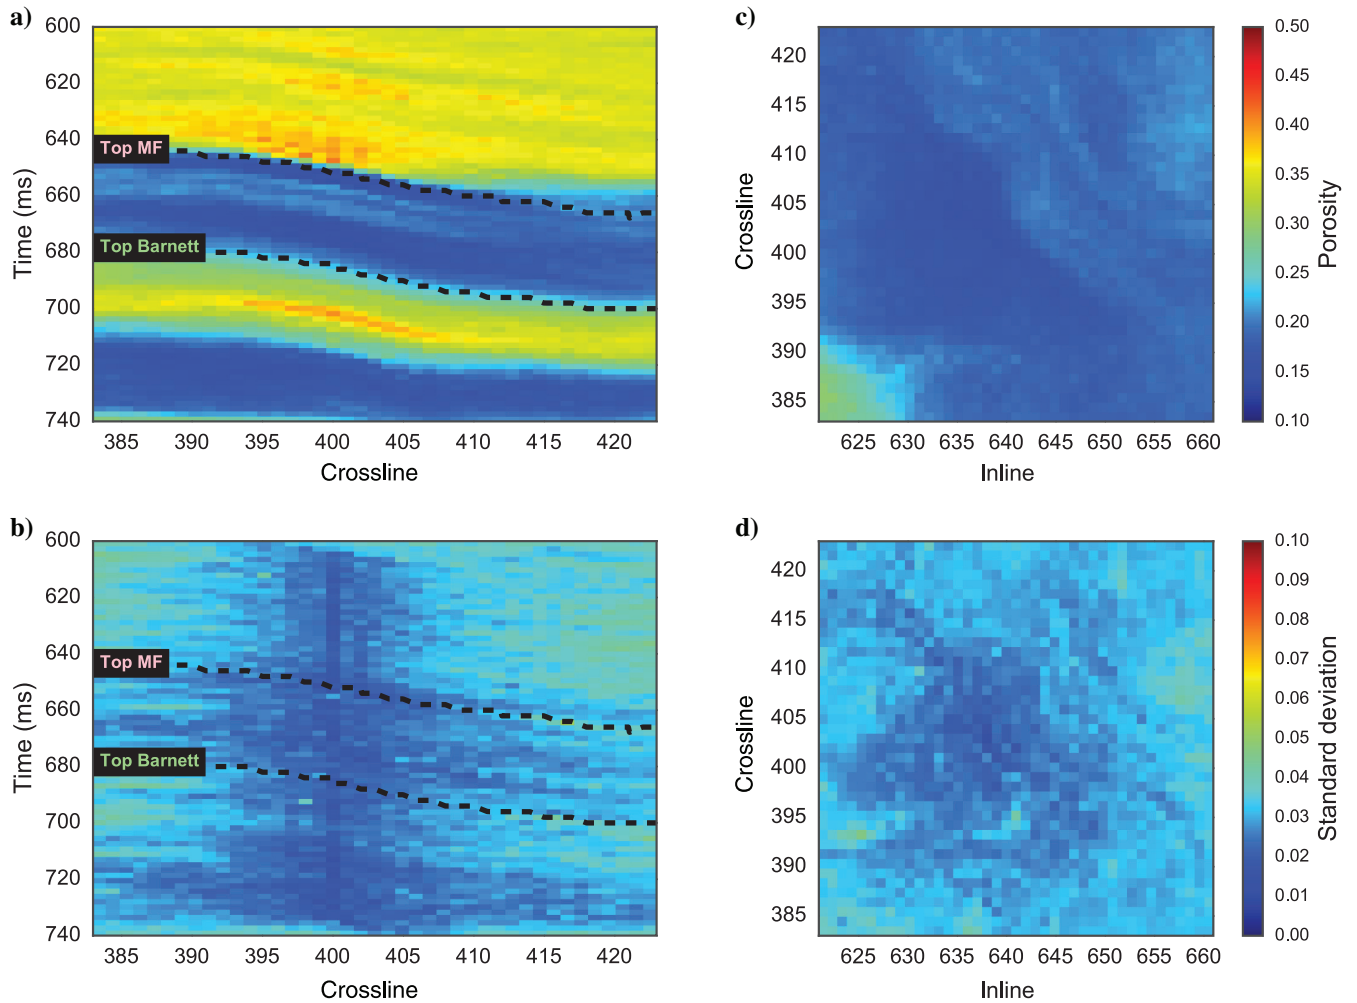 a)
600
620
640
660
680
700
720
740
Time (ms)
Top MF
Top Barnett
385 390 395 400 405 410 415 420
Crossline
c)
420
415
410
405
400
395
390
385
Crossline
625 630 635 640 645 650 655 660
Inline
0.50
0.45
0.40
0.35
0.30
0.25
0.20
0.15
0.10
Porosity
b)
600
620
640
660
680
700
720
740
Time (ms)
Top MF
Top Barnett
385 390 395 400 405 410 415 420
Crossline
d)
420
415
410
405
400
395
390
385
Crossline
625 630 635 640 645 650 655 660
Inline
0.10
0.09
0.08
0.07
0.06
0.05
0.04
0.03
0.02
0.01
0.00
Standard deviation